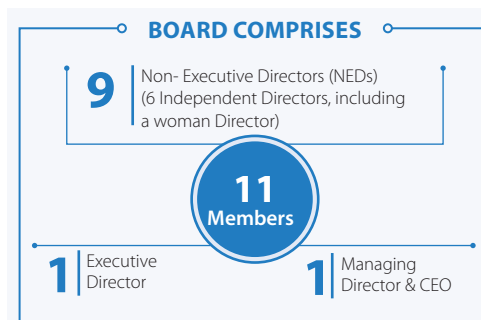 BOARD COMPRISES
9
Non- Executive Directors (NEDs)
(6 Independent Directors, including
a woman Director)
11
Members
1
Executive
Director
1
Managing
Director & CEO